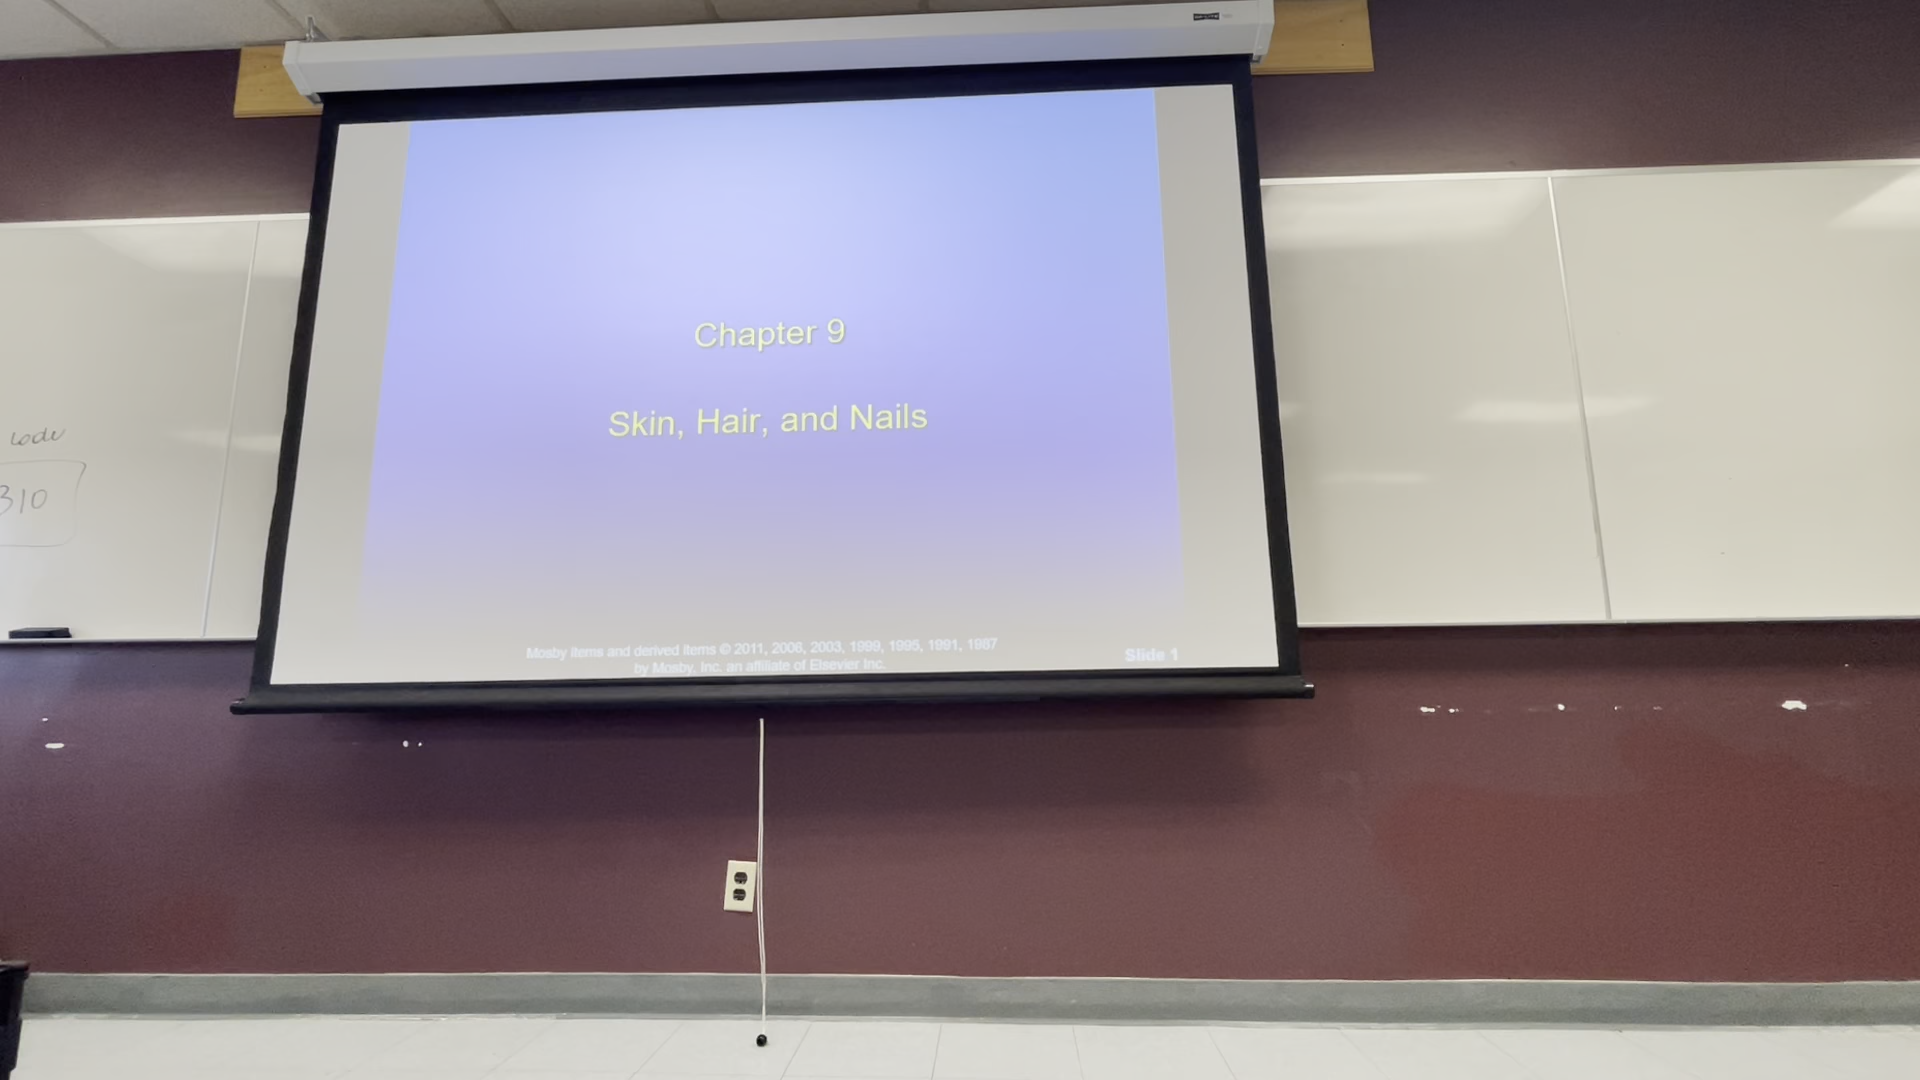 Chapter 9
Skin, Hair, and Nails
Mosby items and derived items © 2011, 2006, 2003, 1999, 1995, 1991, 1987
by Mosby, Inc. an affiliate of Elsevier Inc.
Slide 1
code
310